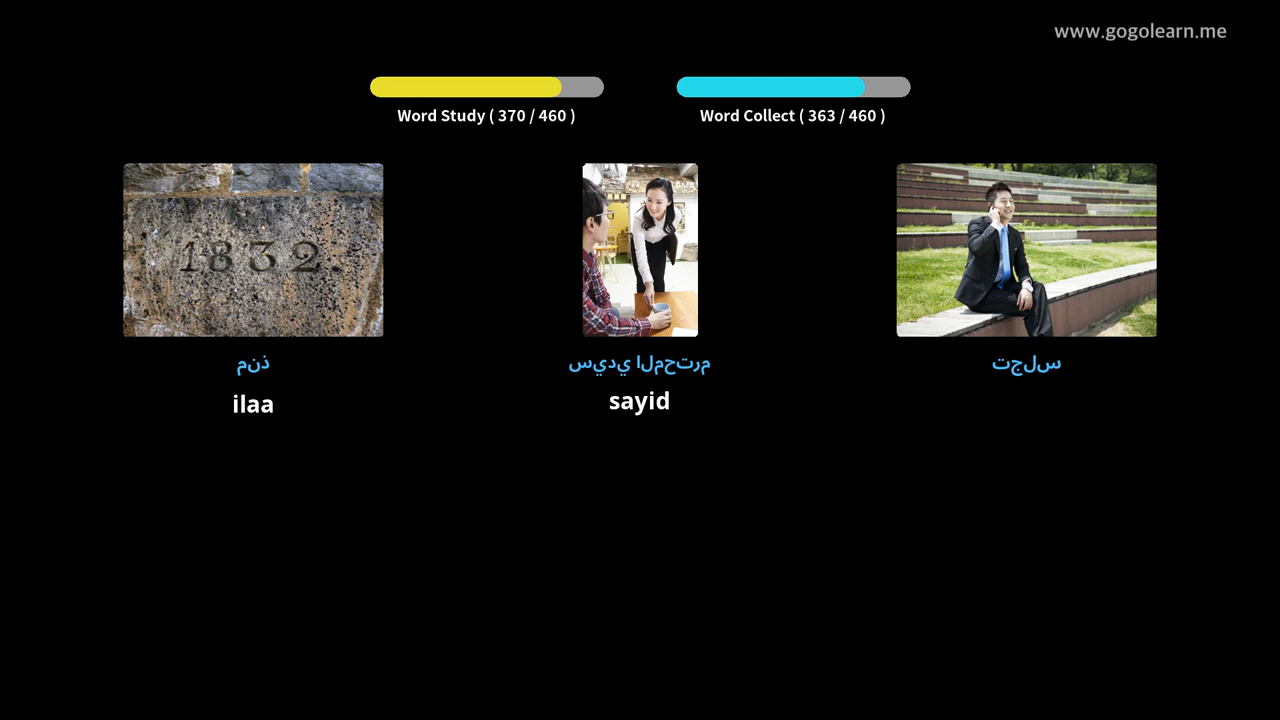 www.gogolearn.me
Word Study ( 370 / 460 )
Word Collect ( 363 / 460 )
1832.
منذ
سيدي المحترم
تجلس
ilaa
sayid